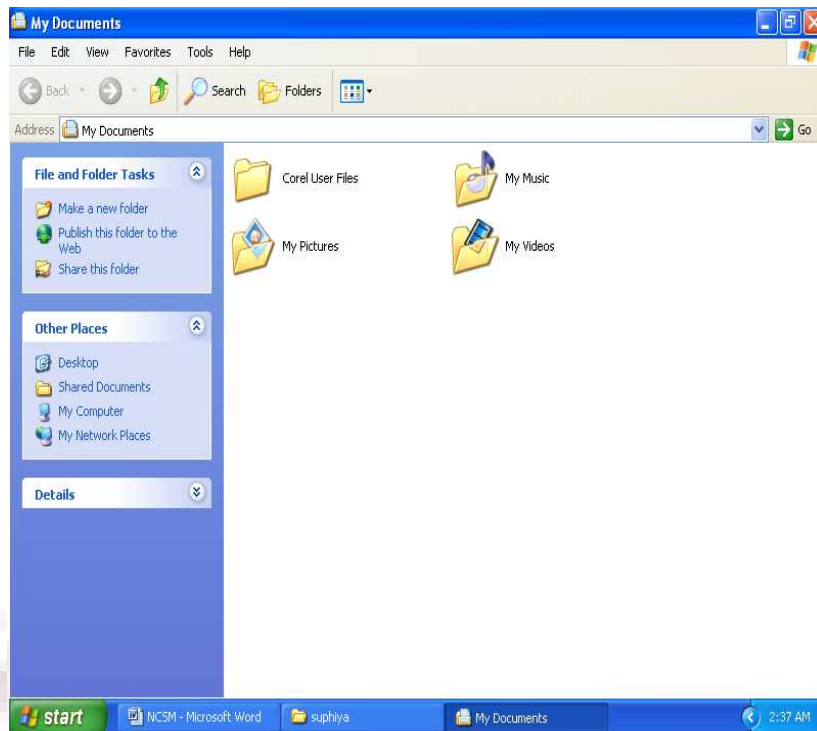 My Documents
File Edit View Favorites Tools Help
Back Search Folders
Address My Documents Go
File and Folder Tasks
Make a new folder
Publish this folder to the
Web
Share this folder
Other Places
Desktop
Shared Documents
My Computer
My Network Places
Details
Corel User Files
My Music
My Pictures
My Videos
start NCSM - Microsoft Word suphiya My Documents 2:37 AM